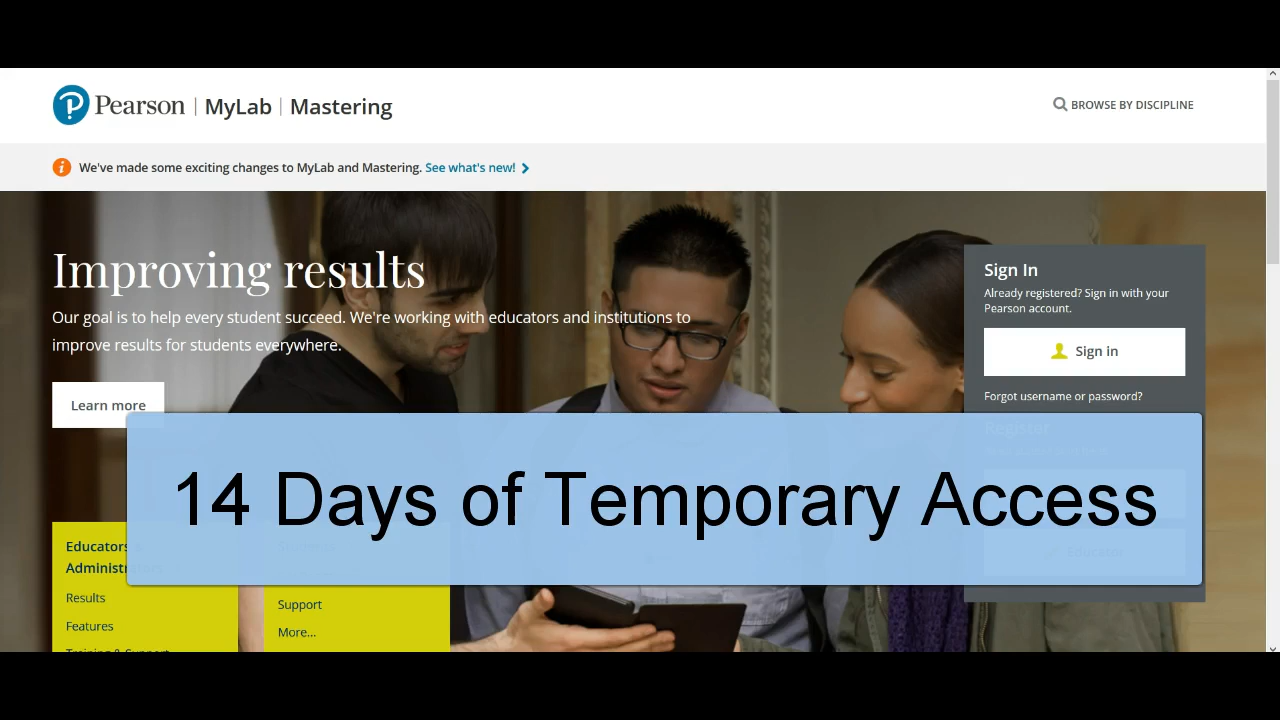 Pearson | MyLab | Mastering
BROWSE BY DISCIPLINE
We've made some exciting changes to MyLab and Mastering. See what's new!
Improving results
Our goal is to help every student succeed. We're working with educators and institutions to
improve results for students everywhere.
Learn more
Sign In
Already registered? Sign in with your
Pearson account.
Sign in
Forgot username or password?
Register
14 Days of Temporary Access
Educator
Educators
Results
Features
Support
More...